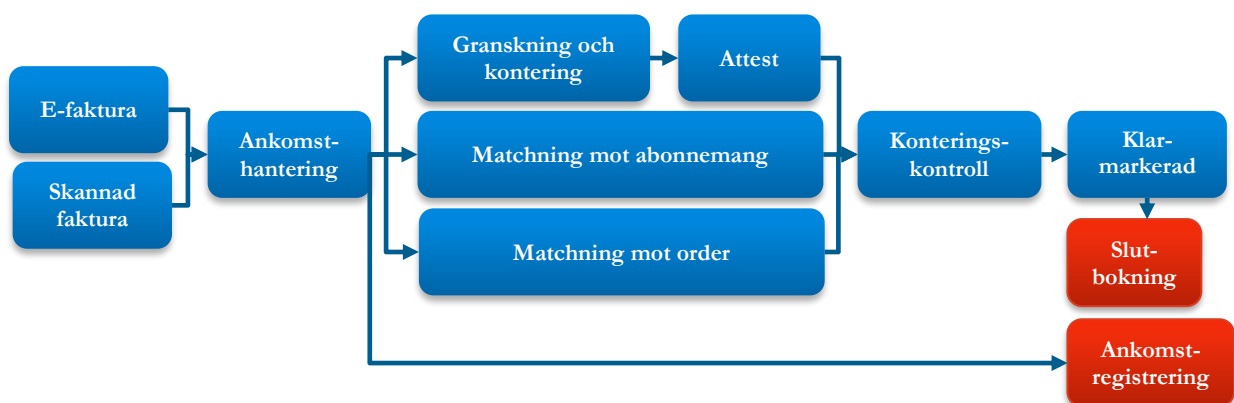 E-faktura
Skannad
faktura
Ankomst-
hantering
Granskning och
kontering
Attest
Matchning mot abonnemang
Matchning mot order
Konterings-
kontroll
Klar-
markerad
Slut-
bokning
Ankomst-
registrering